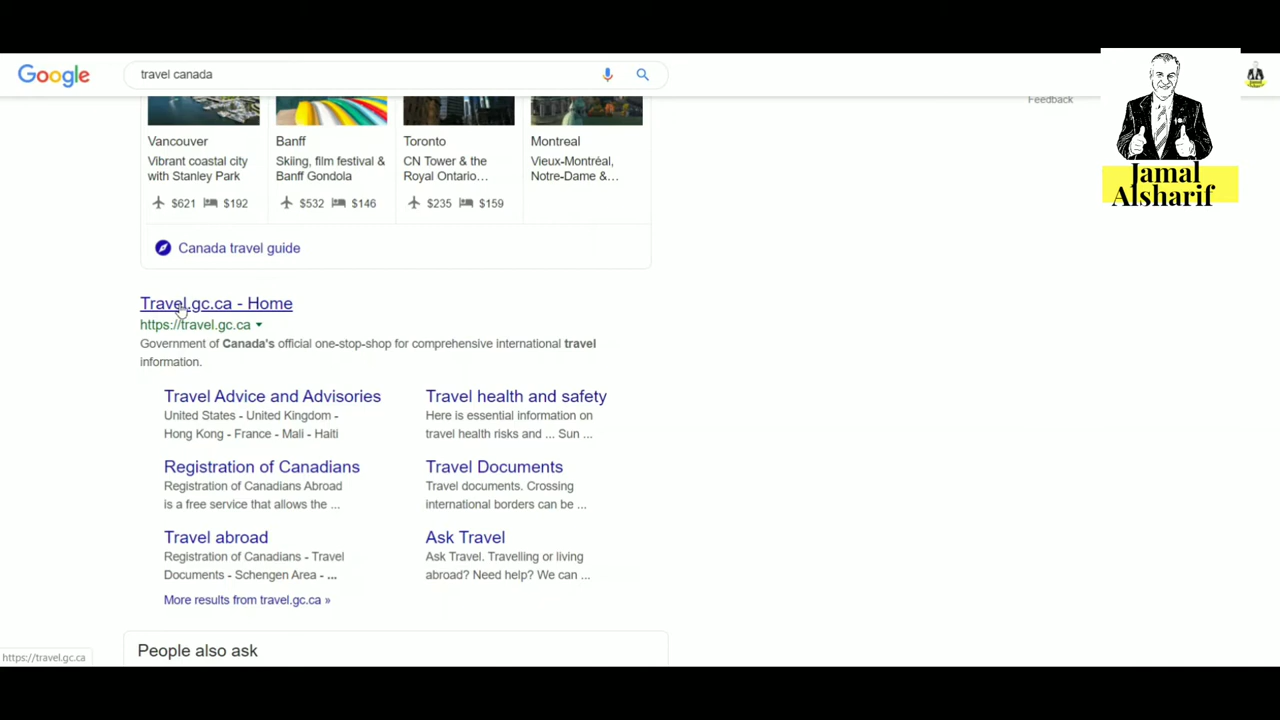 Google
travel canada
Feedback
Jamal
Alsharif
Vancouver
Vibrant coastal city
with Stanley Park
$621 $192
Banff
Skiing, film festival &
Banff Gondola
$532 $146
Toronto
CN Tower & the
Royal Ontario...
$235 $159
Montreal
Vieux-Montréal,
Notre-Dame &...
Canada travel guide
Travel.gc.ca - Home
https://travel.gc.ca
Government of Canada's official one-stop-shop for comprehensive international travel
information.
Travel Advice and Advisories
United States - United Kingdom -
Hong Kong - France - Mali - Haiti
Travel health and safety
Here is essential information on
travel health risks and ... Sun ...
Registration of Canadians
Registration of Canadians Abroad
is a free service that allows the ...
Travel Documents
Travel documents. Crossing
international borders can be ...
Travel abroad
Registration of Canadians - Travel
Documents - Schengen Area - ...
Ask Travel
Ask Travel. Travelling or living
abroad? Need help? We can ...
More results from travel.gc.ca »
People also ask
https://travel.gc.ca